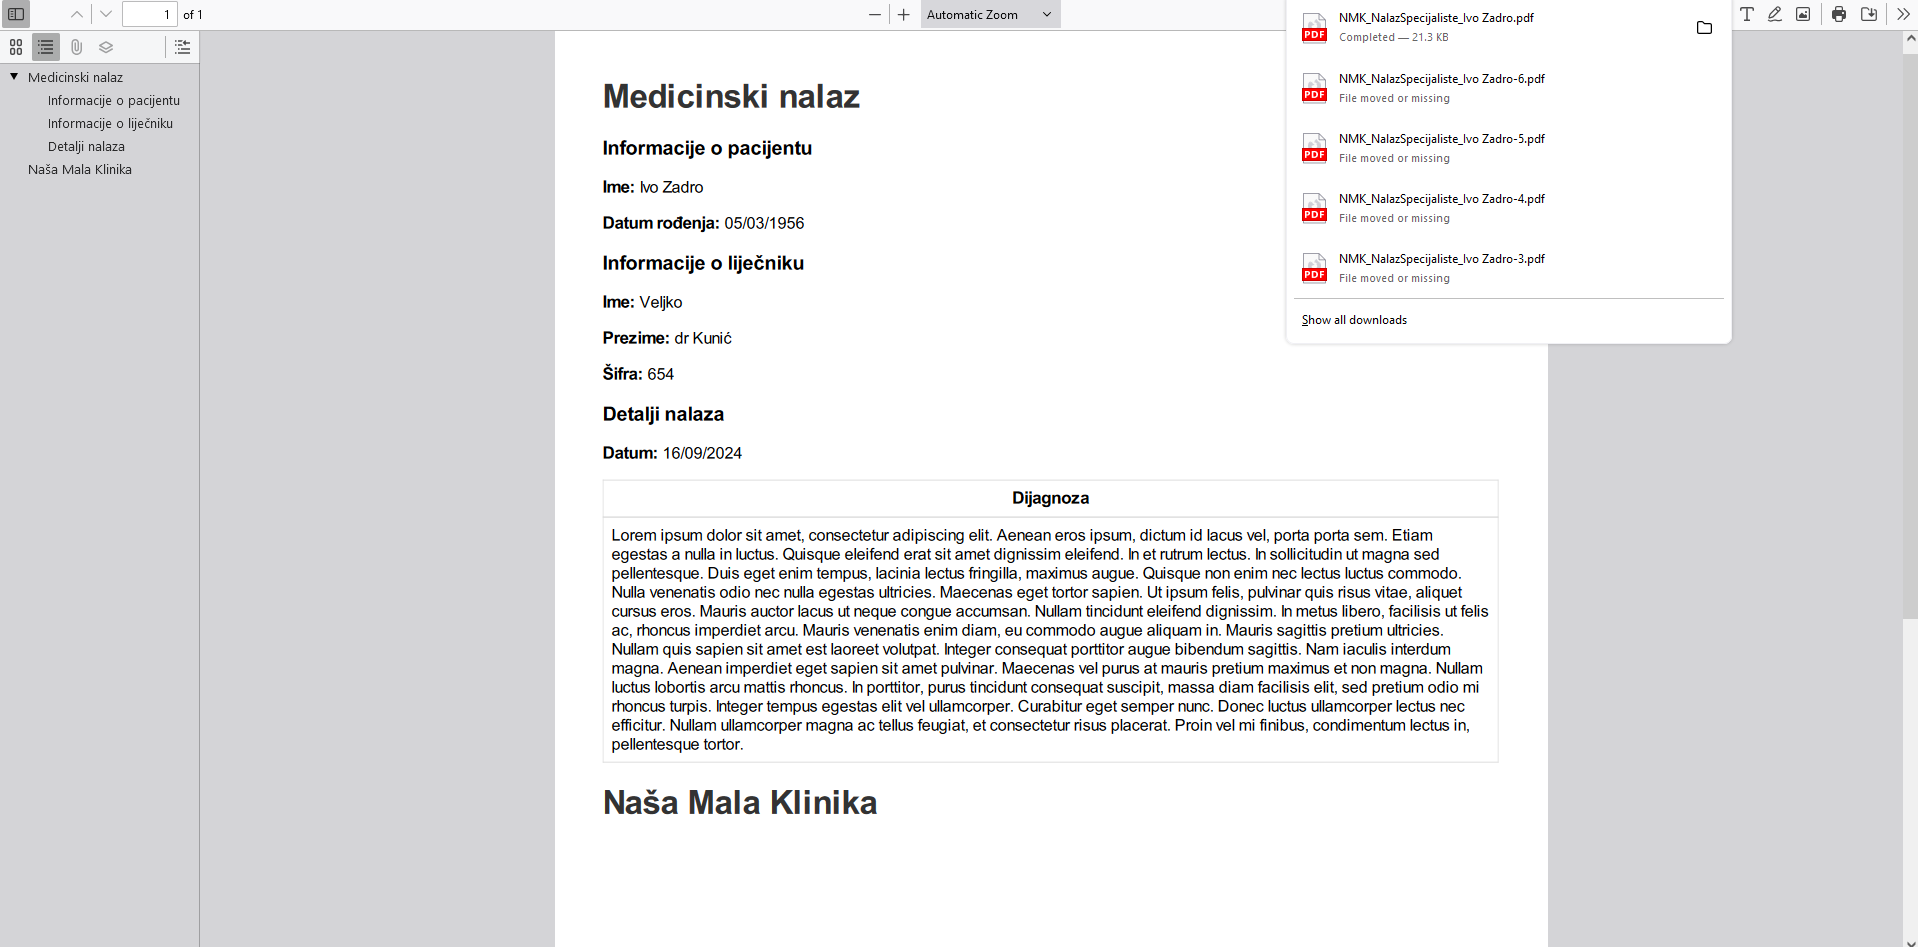 1 of 1
Automatic Zoom
Medicinski nalaz
Informacije o pacijentu
Informacije o liječniku
Detalji nalaza
Naša Mala Klinika
Medicinski nalaz
Informacije o pacijentu
Ime: Ivo Zadro
Datum rođenja: 05/03/1956
Informacije o liječniku
Ime: Veljko
Prezime: dr Kunić
Šifra: 654
Detalji nalaza
Datum: 16/09/2024
Dijagnoza
Lorem ipsum dolor sit amet, consectetur adipiscing elit. Aenean eros ipsum, dictum id lacus vel, porta porta sem. Etiam
egestas a nulla in luctus. Quisque eleifend erat sit amet dignissim eleifend. In et rutrum lectus. In sollicitudin ut magna sed
pellentesque. Duis eget enim tempus, lacinia lectus fringilla, maximus augue. Quisque non enim nec lectus luctus commodo.
Nulla venenatis odio nec nulla egestas ultricies. Maecenas eget tortor sapien. Ut ipsum felis, pulvinar quis risus vitae, aliquet
cursus eros. Mauris auctor lacus ut neque congue accumsan. Nullam tincidunt eleifend dignissim. In metus libero, facilisis ut felis
ac, rhoncus imperdiet arcu. Mauris venenatis enim diam, eu commodo augue aliquam in. Mauris sagittis pretium ultricies.
Nullam quis sapien sit amet est laoreet volutpat. Integer consequat porttitor augue bibendum sagittis. Nam iaculis interdum
magna. Aenean imperdiet eget sapien sit amet pulvinar. Maecenas vel purus at mauris pretium maximus et non magna. Nullam
luctus lobortis arcu mattis rhoncus. In porttitor, purus tincidunt consequat suscipit, massa diam facilisis elit, sed pretium odio mi
rhoncus turpis. Integer tempus egestas elit vel ullamcorper. Curabitur eget semper nunc. Donec luctus ullamcorper lectus nec
efficitur. Nullam ullamcorper magna ac tellus feugiat, et consectetur risus placerat. Proin vel mi finibus, condimentum lectus in,
pellentesque tortor.
Naša Mala Klinika
NMK_NalazSpecijaliste_Ivo Zadro.pdf
Completed — 21.3 KB
PDF
NMK_NalazSpecijaliste_Ivo Zadro-6.pdf
File moved or missing
PDF
NMK_NalazSpecijaliste_Ivo Zadro-5.pdf
File moved or missing
PDF
NMK_NalazSpecijaliste_Ivo Zadro-4.pdf
File moved or missing
PDF
NMK_NalazSpecijaliste_Ivo Zadro-3.pdf
File moved or missing
PDF
Show all downloads